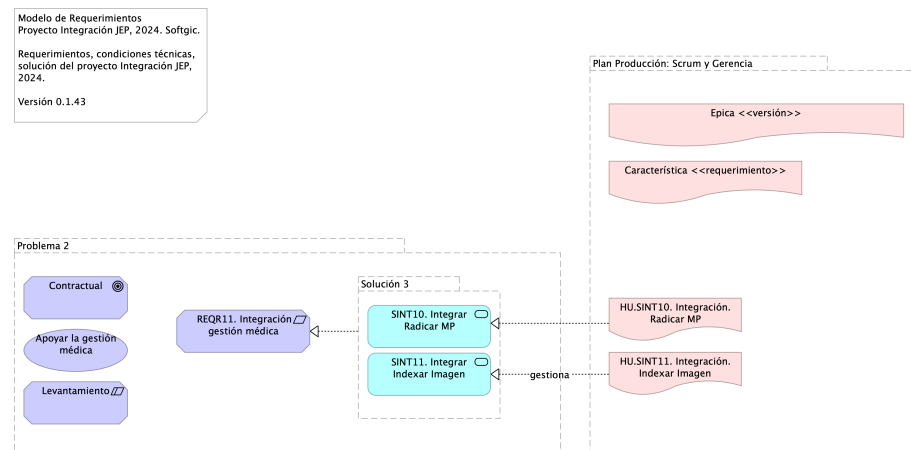 Modelo de Requerimientos
Proyecto Integración JEP, 2024. Softgic.
Requerimientos, condiciones técnicas,
solución del proyecto Integración JEP,
2024.
Versión 0.1.43
Plan Producción: Scrum y Gerencia
Epica <<versión>>
Característica <<requerimiento>>
Problema 2
Contractual
Apoyar la gestión
médica
Levantamiento
REQR11. Integración
gestión médica
Solución 3
SINT10. Integrar
Radicar MP
SINT11. Integrar
Indexar Imagen
gestiona
HU.SINT10. Integración.
Radicar MP
HU.SINT11. Integración.
Indexar Imagen